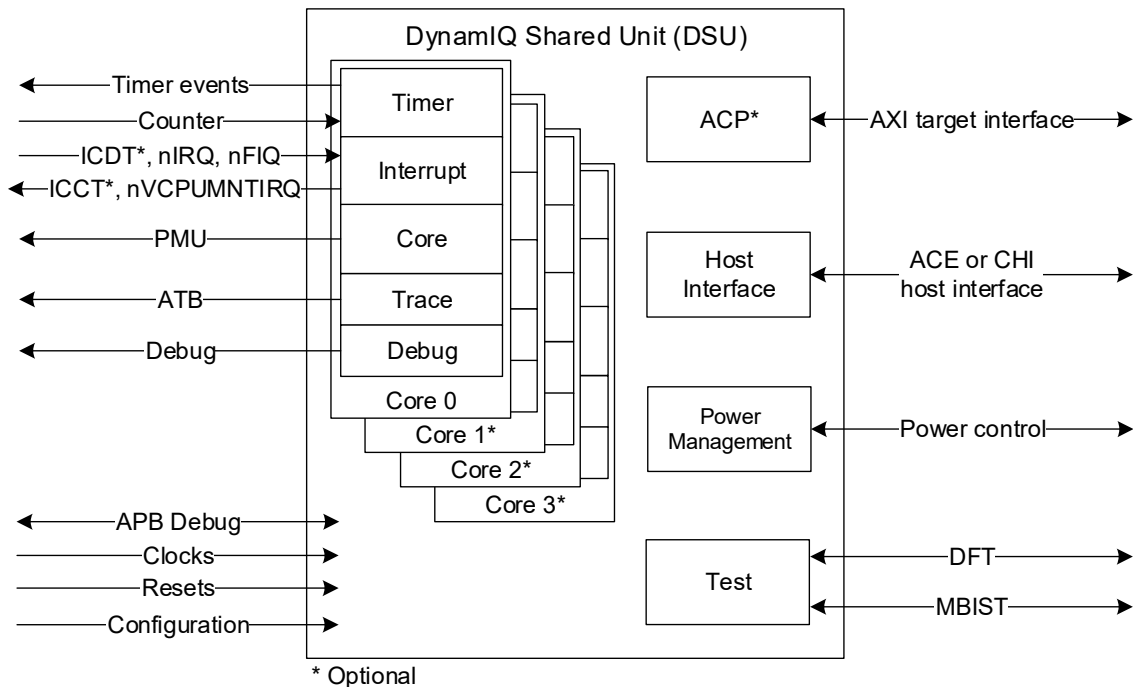 DynamIQ Shared Unit (DSU)
Timer events
Counter
ICDT*, nIRQ, nFIQ
ICCT*, nVCPUMNTIRQ
PMU
ATB
Debug
Timer
Interrupt
Core
Trace
Debug
Core 0
Core 1*
Core 2*
Core 3*
APB Debug
Clocks
Resets
Configuration
ACP*
AXI target interface
Host
Interface
ACE or CHI
host interface
Power
Management
Power control
Test
DFT
MBIST
* Optional